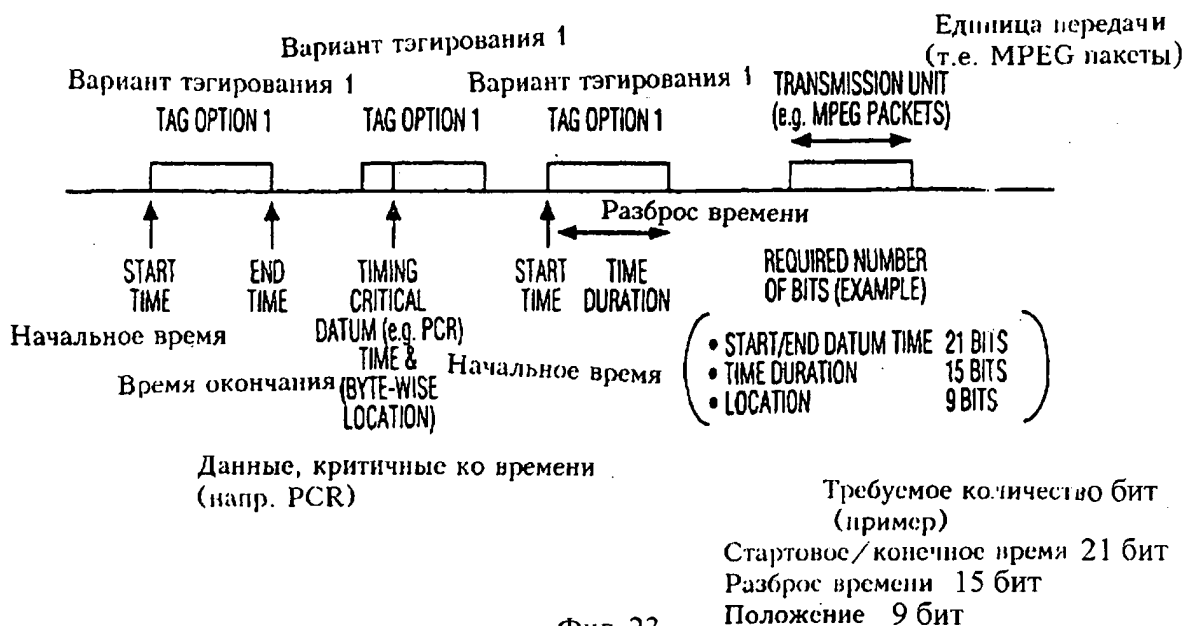 Вариант тэгирования 1
Единица передачи
(т.е. MPEG пакеты)
Вариант тэгирования 1
Вариант тэгирования 1
TRANSMISSION UNIT
(e.g. MPEG PACKETS)
TAG OPTION 1
TAG OPTION 1
TAG OPTION 1
Разброс времени
START
TIME
END
TIME
TIMING
CRITICAL
DATUM (e.g. PCR)
TIME &
(BYTE-WISE
LOCATION)
START
TIME
TIME
DURATION
REQUIRED NUMBER
OF BITS (EXAMPLE)
• START/END DATUM TIME 21 BITS
• TIME DURATION 15 BITS
• LOCATION 9 BITS
Начальное время
Время окончания
Начальное время
Данные, критичные ко времени
(напр. PCR)
Требуемое количество бит
(пример)
Стартовое/конечное время 21 бит
Разброс времени 15 бит
Положение 9 бит